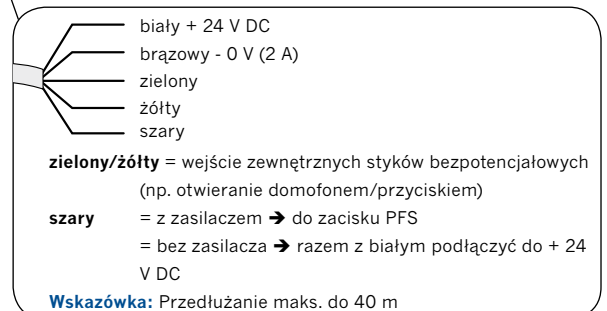 biały + 24 V DC
brązowy - 0 V (2 A)
zielony
żółty
szary
zielony/żółty = wejście zewnętrznych styków bezpotencjałowych
(np. otwieranie domofonem/przyciskiem)
szary = z zasilaczem ➔ do zacisku PFS
= bez zasilacza ➔ razem z białym podłączyć do + 24
V DC
Wskazówka: Przedłużanie maks. do 40 m